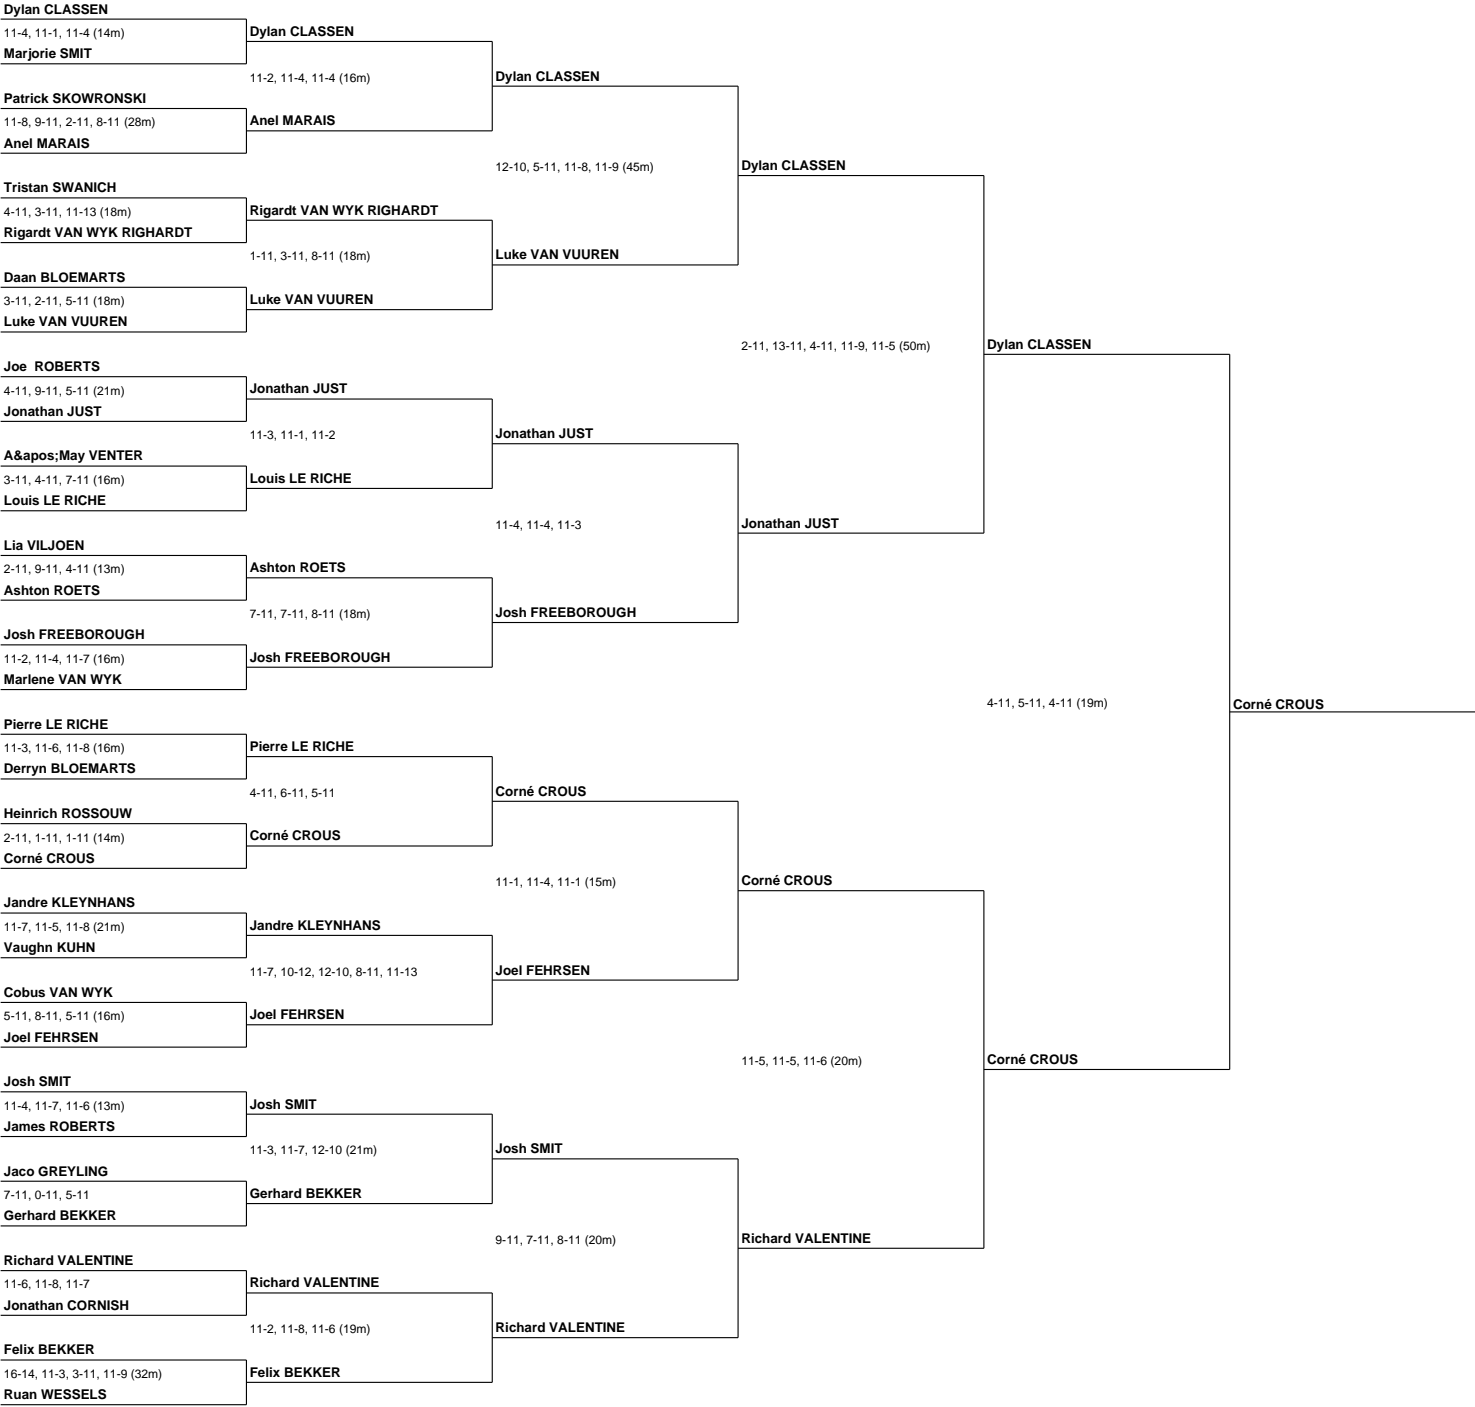 Dylan CLASSEN
11-4, 11-1, 11-4 (14m)
Marjorie SMIT
Patrick SKOWRONSKI
11-8, 9-11, 2-11, 8-11 (28m)
Anel MARAIS
Tristan SWANICH
4-11, 3-11, 11-13 (18m)
Rigardt VAN WYK RIGHARDT
Daan BLOEMARTS
3-11, 2-11, 5-11 (18m)
Luke VAN VUUREN
Joe  ROBERTS
4-11, 9-11, 5-11 (21m)
Jonathan JUST
A&apos;May VENTER
3-11, 4-11, 7-11 (16m)
Louis LE RICHE
Lia VILJOEN
2-11, 9-11, 4-11 (13m)
Ashton ROETS
Josh FREEBOROUGH
11-2, 11-4, 11-7 (16m)
Marlene VAN WYK
Pierre LE RICHE
11-3, 11-6, 11-8 (16m)
Derryn BLOEMARTS
Heinrich ROSSOUW
2-11, 1-11, 1-11 (14m)
Corné CROUS
Jandre KLEYNHANS
11-7, 11-5, 11-8 (21m)
Vaughn KUHN
Cobus VAN WYK
5-11, 8-11, 5-11 (16m)
Joel FEHRSEN
Josh SMIT
11-4, 11-7, 11-6 (13m)
James ROBERTS
Jaco GREYLING
7-11, 0-11, 5-11
Gerhard BEKKER
Richard VALENTINE
11-6, 11-8, 11-7
Jonathan CORNISH
Felix BEKKER
16-14, 11-3, 3-11, 11-9 (32m)
Ruan WESSELS
Dylan CLASSEN
11-2, 11-4, 11-4 (16m)
Anel MARAIS
Rigardt VAN WYK RIGHARDT
1-11, 3-11, 8-11 (18m)
Luke VAN VUUREN
Jonathan JUST
11-3, 11-1, 11-2
Louis LE RICHE
Ashton ROETS
7-11, 7-11, 8-11 (18m)
Josh FREEBOROUGH
Pierre LE RICHE
4-11, 6-11, 5-11
Corné CROUS
Jandre KLEYNHANS
11-7, 10-12, 12-10, 8-11, 11-13
Joel FEHRSEN
Josh SMIT
11-3, 11-7, 12-10 (21m)
Gerhard BEKKER
Richard VALENTINE
11-2, 11-8, 11-6 (19m)
Felix BEKKER
Dylan CLASSEN
12-10, 5-11, 11-8, 11-9 (45m)
Luke VAN VUUREN
Jonathan JUST
11-4, 11-4, 11-3
Josh FREEBOROUGH
Corné CROUS
11-1, 11-4, 11-1 (15m)
Joel FEHRSEN
Josh SMIT
9-11, 7-11, 8-11 (20m)
Richard VALENTINE
Dylan CLASSEN
2-11, 13-11, 4-11, 11-9, 11-5 (50m)
Jonathan JUST
Corné CROUS
11-5, 11-5, 11-6 (20m)
Richard VALENTINE
Dylan CLASSEN
4-11, 5-11, 4-11 (19m)
Corné CROUS
Corné CROUS